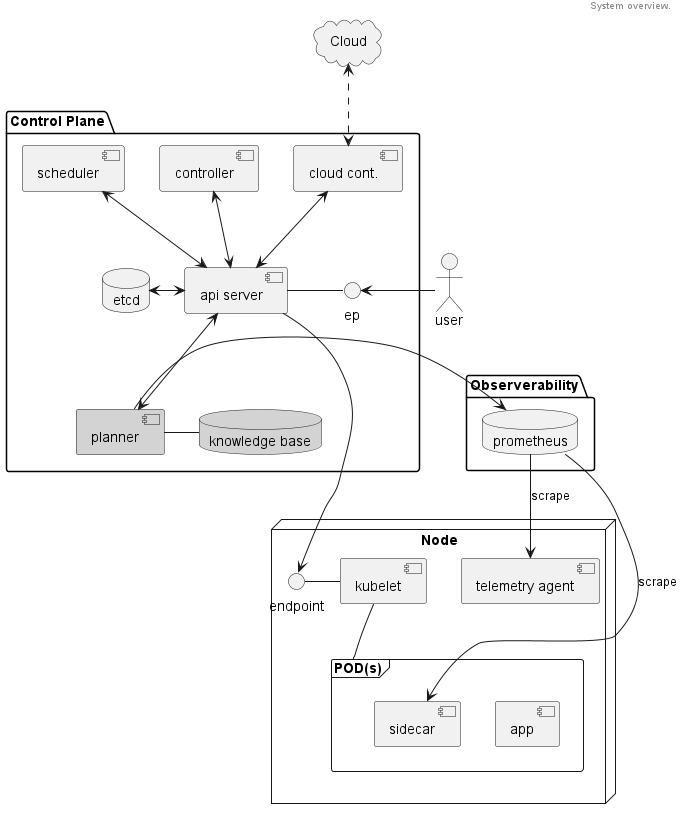 System overview.
Cloud
Control Plane
scheduler
controller
cloud cont.
etcd
api server
ep
user
Observerability
planner
knowledge base
prometheus
scrape
Node
endpoint
kubelet
telemetry agent
scrape
POD(s)
sidecar
app